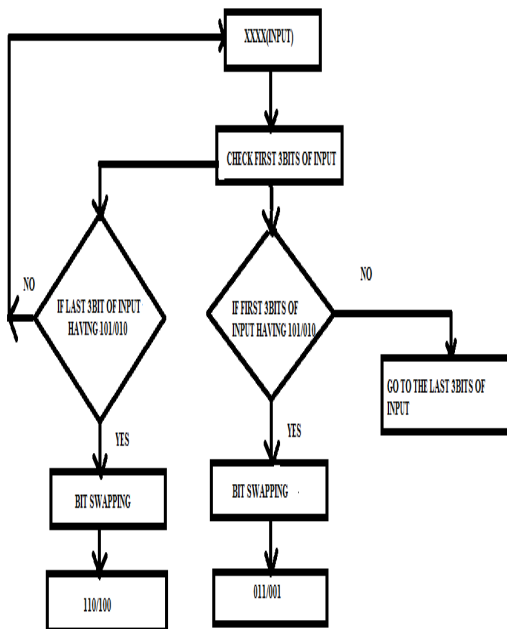 XXXX(INPUT)
CHECK FIRST 3BITS OF INPUT
NO
IF LAST 3BIT OF INPUT
HAVING 101/010
YES
BIT SWAPPING
110/100
IF FIRST 3BITS OF
INPUT HAVING 101/010
NO
GO TO THE LAST 3BITS OF
INPUT
YES
BIT SWAPPING
011/001